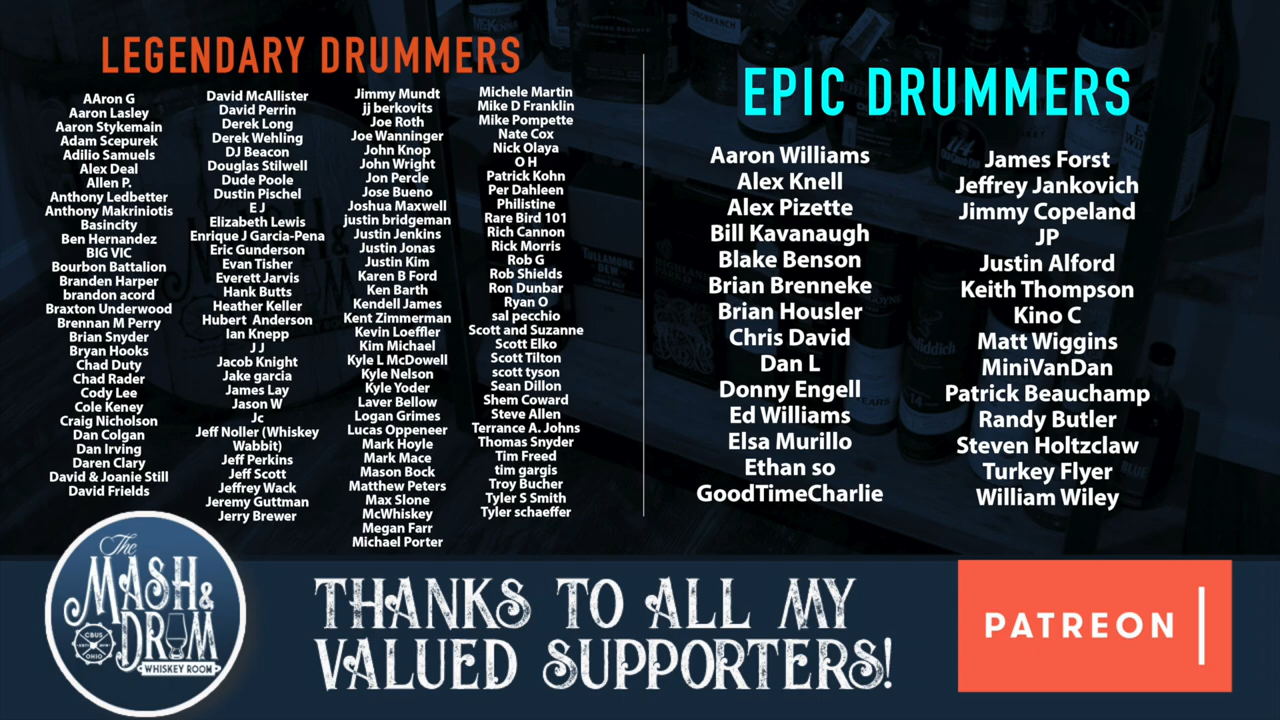 LEGENDARY DRUMMERS
AAron G
Aaron Lasley
Aaron Stykemain
Adam Scepurek
Adilio Samuels
Alex Deal
Allen P.
Anthony Ledbetter
Anthony Makriniotis
Basincity
Ben Hernandez
BIG VIC
Bourbon Battalion
Branden Harper
brandon acord
Braxton Underwood
Brennan M Perry
Brian Snyder
Bryan Hooks
Chad Duty
Chad Rader
Cody Lee
Cole Keney
Craig Nicholson
Dan Colgan
Dan Irving
Daren Clary
David & Joanie Still
David Frields
David McAllister
David Perrin
Derek Long
Derek Wehling
DJ Beacon
Douglas Stilwell
Dude Poole
Dustin Pischel
E J
Elizabeth Lewis
Enrique J Garcia-Pena
Eric Gunderson
Evan Tisher
Everett Jarvis
Hank Butts
Heather Keller
Hubert Anderson
Ian Knepp
J J
Jacob Knight
Jake garcia
James Lay
Jason W
Jc
Jeff Noller (Whiskey
Wabbit)
Jeff Perkins
Jeff Scott
Jeffrey Wack
Jeremy Guttman
Jerry Brewer
Jimmy Mundt
jj berkovits
Joe Roth
Joe Wanninger
John Knop
John Wright
Jon Percle
Jose Bueno
Joshua Maxwell
justin bridgeman
Justin Jenkins
Justin Jonas
Justin Kim
Karen B Ford
Ken Barth
Kendell James
Kent Zimmerman
Kevin Loeffler
Kim Michael
Kyle L McDowell
Kyle Nelson
Kyle Yoder
Laver Bellow
Logan Grimes
Lucas Oppeneer
Mark Hoyle
Mark Mace
Mason Bock
Matthew Peters
Max Slone
McWhiskey
Megan Farr
Michael Porter
Michele Martin
Mike D Franklin
Mike Pompette
Nate Cox
Nick Olaya
O H
Patrick Kohn
Per Dahleen
Philistine
Rare Bird 101
Rich Cannon
Rick Morris
Rob G
Rob Shields
Ron Dunbar
Ryan O
sal pecchio
Scott and Suzanne
Scott Elko
Scott Tilton
scott tyson
Sean Dillon
Shem Coward
Steve Allen
Terrance A. Johns
Thomas Snyder
Tim Freed
tim gargis
Troy Bucher
Tyler S Smith
Tyler schaeffer
EPIC DRUMMERS
Aaron Williams
Alex Knell
Alex Pizette
Bill Kavanaugh
Blake Benson
Brian Brenneke
Brian Housler
Chris David
Dan L
Donny Engell
Ed Williams
Elsa Murillo
Ethan so
GoodTimeCharlie
James Forst
Jeffrey Jankovich
Jimmy Copeland
JP
Justin Alford
Keith Thompson
Kino C
Matt Wiggins
MiniVanDan
Patrick Beauchamp
Randy Butler
Steven Holtzclaw
Turkey Flyer
William Wiley
The
MASH &
DRUM
CBUS
OHIO
WHISKEY ROOM
THANKS TO ALL MY
VALUED SUPPORTERS!
PATREON